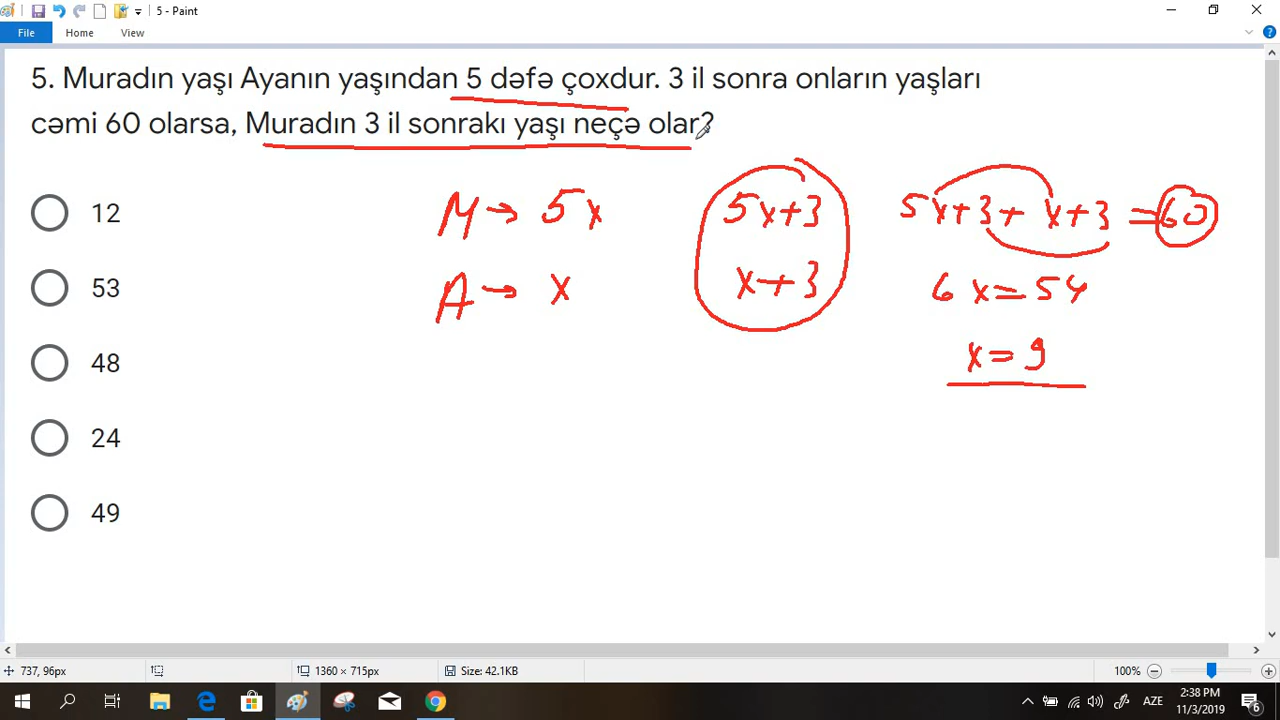 5 - Paint
File Home View
5. Muradın yaşı Ayanın yaşından 5 dəfə çoxdur. 3 il sonra onların yaşları
cəmi 60 olarsa, Muradın 3 il sonrakı yaşı neçə olar?
12
53
48
24
49
M → 5x
A → x
5x+3
x+3
5x+3+ x+3 =60
6x=54
x=9
737, 96px
1360 × 715px
Size: 42.1KB
100%
AZE
2:38 PM
11/3/2019
6